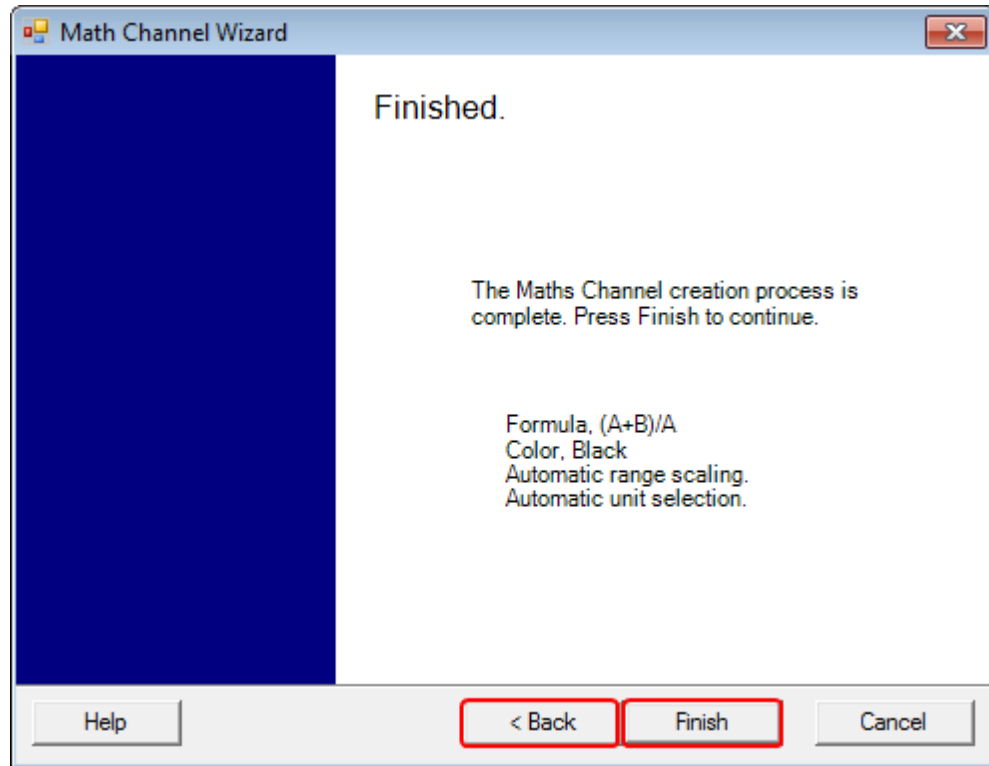 Math Channel Wizard
Finished.
The Maths Channel creation process is
complete. Press Finish to continue.
Formula, (A+B)/A
Color, Black
Automatic range scaling.
Automatic unit selection.
Help
< Back
Finish
Cancel